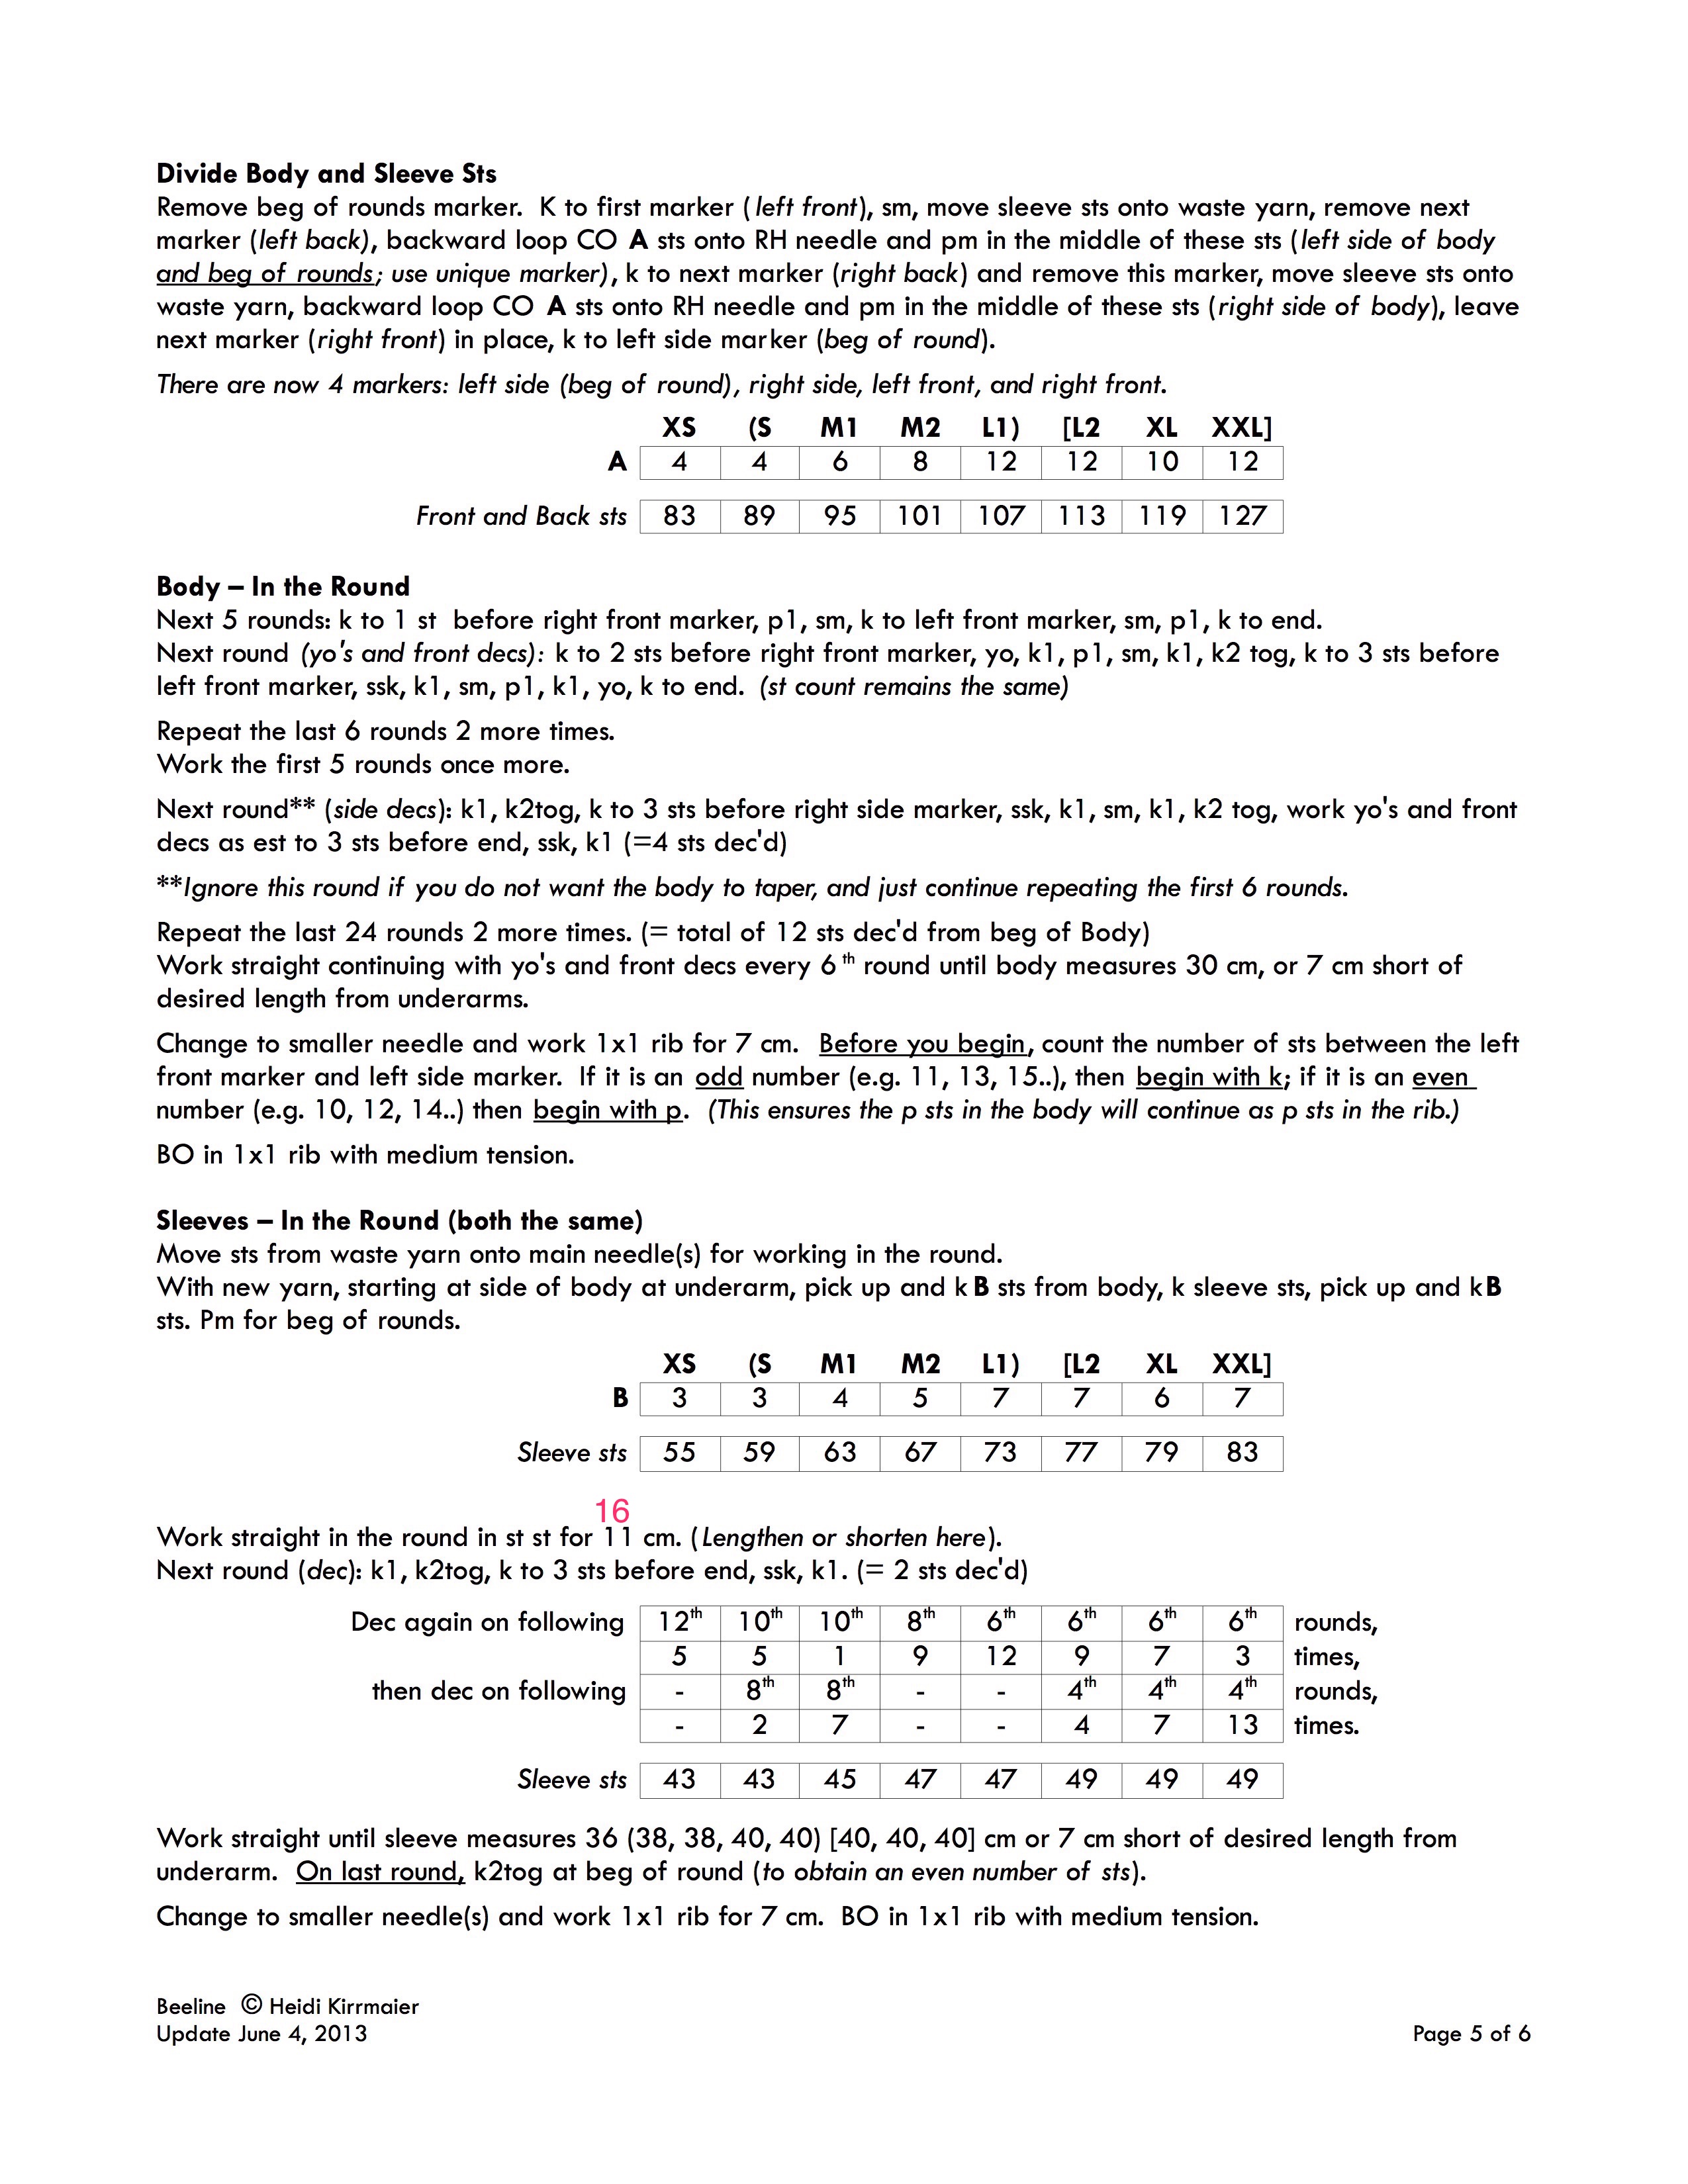 Divide Body and Sleeve Sts
Remove beg of rounds marker.  K to first marker (left front), sm, move sleeve sts onto waste yarn, remove next
marker (left back), backward loop CO A sts onto RH needle and pm in the middle of these sts (left side of body
and beg of rounds; use unique marker), k to next marker (right back) and remove this marker, move sleeve sts onto
waste yarn, backward loop CO A sts onto RH needle and pm in the middle of these sts (right side of body), leave
next marker (right front) in place, k to left side marker (beg of round).
There are now 4 markers: left side (beg of round), right side, left front, and right front.
XS (S M1 M2 L1) [L2 XL XXL]
A 4 4 6 8 12 12 10 12
Front and Back sts 83 89 95 101 107 113 119 127
Body – In the Round
Next 5 rounds: k to 1 st  before right front marker, p1, sm, k to left front marker, sm, p1, k to end.
Next round (yo's and front decs): k to 2 sts before right front marker, yo, k1, p1, sm, k1, k2 tog, k to 3 sts before
left front marker, ssk, k1, sm, p1, k1, yo, k to end.  (st count remains the same)
Repeat the last 6 rounds 2 more times.
Work the first 5 rounds once more.
Next round** (side decs): k1, k2tog, k to 3 sts before right side marker, ssk, k1, sm, k1, k2 tog, work yo's and front
decs as est to 3 sts before end, ssk, k1 (=4 sts dec'd)
**Ignore this round if you do not want the body to taper, and just continue repeating the first 6 rounds.
Repeat the last 24 rounds 2 more times. (= total of 12 sts dec'd from beg of Body)
Work straight continuing with yo's and front decs every 6th round until body measures 30 cm, or 7 cm short of
desired length from underarms.
Change to smaller needle and work 1x1 rib for 7 cm.  Before you begin, count the number of sts between the left
front marker and left side marker.  If it is an odd number (e.g. 11, 13, 15..), then begin with k; if it is an even
number (e.g. 10, 12, 14..) then begin with p.  (This ensures the p sts in the body will continue as p sts in the rib.)
BO in 1x1 rib with medium tension.
Sleeves – In the Round (both the same)
Move sts from waste yarn onto main needle(s) for working in the round.
With new yarn, starting at side of body at underarm, pick up and k B sts from body, k sleeve sts, pick up and k B
sts. Pm for beg of rounds.
XS (S M1 M2 L1) [L2 XL XXL]
B 3 3 4 5 7 7 6 7
Sleeve sts 55 59 63 67 73 77 79 83
16
Work straight in the round in st st for 11 cm. (Lengthen or shorten here).
Next round (dec): k1, k2tog, k to 3 sts before end, ssk, k1. (= 2 sts dec'd)
Dec again on following 12th 10th 10th 8th 6th 6th 6th 6th rounds,
5 5 1 9 12 9 7 3 times,
then dec on following - 8th 8th - - 4th 4th 4th rounds,
- 2 7 - - 4 7 13 times.
Sleeve sts 43 43 45 47 47 49 49 49
Work straight until sleeve measures 36 (38, 38, 40, 40) [40, 40, 40] cm or 7 cm short of desired length from
underarm.  On last round, k2tog at beg of round (to obtain an even number of sts).
Change to smaller needle(s) and work 1x1 rib for 7 cm.  BO in 1x1 rib with medium tension.
Beeline  © Heidi Kirrmaier
Update June 4, 2013 Page 5 of 6